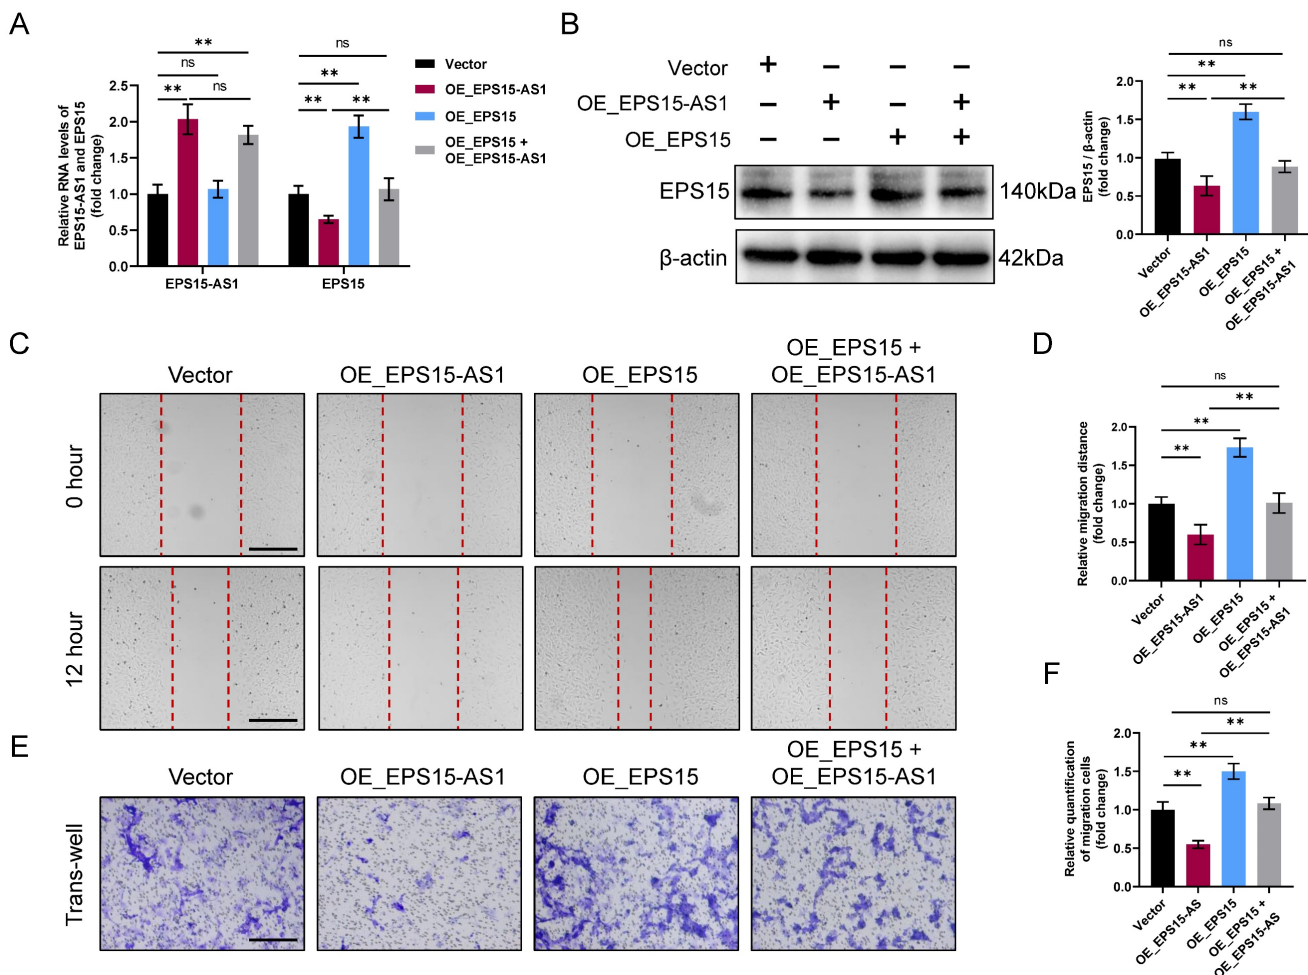 A
Relative RNA levels of
EPS15-AS1 and EPS15
(fold change)
2.5
2.0
1.5
1.0
0.5
0.0
**
ns
**
ns
ns
**
**
**
EPS15-AS1
EPS15
Vector
OE_EPS15-AS1
OE_EPS15
OE_EPS15 +
OE_EPS15-AS1
B
Vector + − − −
OE_EPS15-AS1 − + − +
OE_EPS15 − − + +
EPS15
140kDa
β-actin
42kDa
EPS15 / β-actin
(fold change)
2.0
1.5
1.0
0.5
0.0
ns
**
**
**
Vector
OE_EPS15-AS1
OE_EPS15
OE_EPS15 +
OE_EPS15-AS1
C
Vector
OE_EPS15-AS1
OE_EPS15
OE_EPS15 +
OE_EPS15-AS1
0 hour
12 hour
D
Relative migration distance
(fold change)
2.0
1.5
1.0
0.5
0.0
ns
**
**
**
Vector
OE_EPS15-AS1
OE_EPS15
OE_EPS15 +
OE_EPS15-AS1
E
Vector
OE_EPS15-AS1
OE_EPS15
OE_EPS15 +
OE_EPS15-AS1
Trans-well
F
Relative quantification
of migration cells
(fold change)
2.0
1.5
1.0
0.5
0.0
ns
**
**
**
Vector
OE_EPS15-AS
OE_EPS15
OE_EPS15 +
OE_EPS15-AS